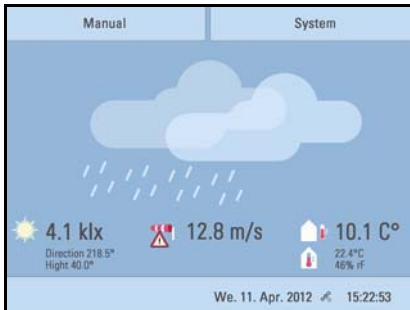 Manual System
4.1 klx 12.8 m/s 10.1 C°
Direction 218.5° 22.4°C
Hight 40.0° 46% rF
We. 11. Apr. 2012 15:22:53